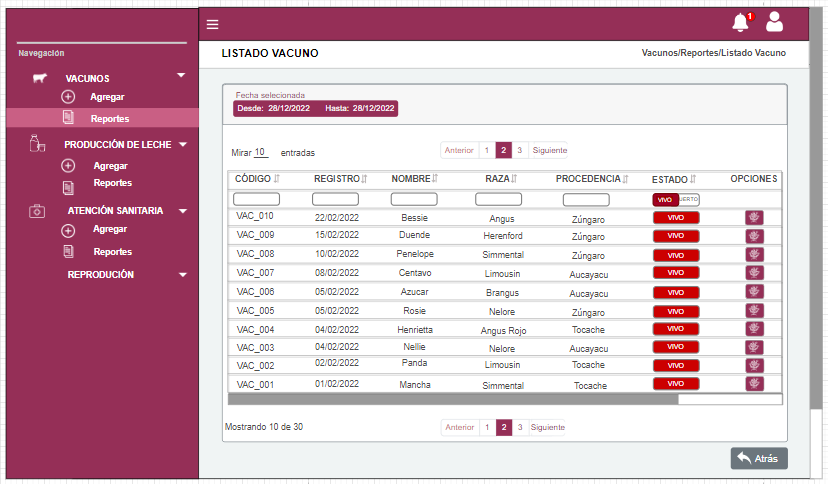 1
Navegación
LISTADO VACUNO
Vacunos/Reportes/Listado Vacuno
VACUNOS
Agregar
Reportes
PRODUCCIÓN DE LECHE
Agregar
Reportes
ATENCIÓN SANITARIA
Agregar
Reportes
REPRODUCIÓN
Fecha selecionada
Desde: 28/12/2022 Hasta: 28/12/2022
Mirar 10 entradas
Anterior 1 2 3 Siguiente
CÓDIGO REGISTRO NOMBRE RAZA PROCEDENCIA ESTADO OPCIONES
VIVO UERTO
VAC_010 22/02/2022 Bessie Angus Zúngaro VIVO
VAC_009 15/02/2022 Duende Herenford Zúngaro VIVO
VAC_008 10/02/2022 Penelope Simmental Zúngaro VIVO
VAC_007 08/02/2022 Centavo Limousin Aucayacu VIVO
VAC_006 05/02/2022 Azucar Brangus Aucayacu VIVO
VAC_005 05/02/2022 Rosie Nelore Zúngaro VIVO
VAC_004 04/02/2022 Henrietta Angus Rojo Tocache VIVO
VAC_003 04/02/2022 Nellie Nelore Aucayacu VIVO
VAC_002 02/02/2022 Panda Limousin Tocache VIVO
VAC_001 01/02/2022 Mancha Simmental Tocache VIVO
Mostrando 10 de 30
Anterior 1 2 3 Siguiente
Atrás